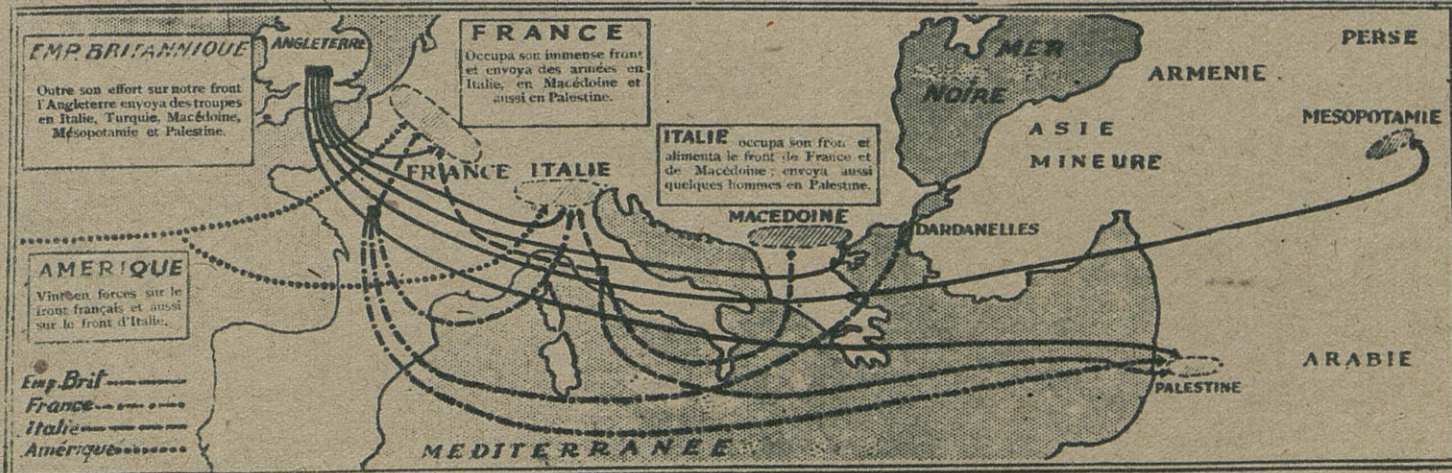 EMP. BRITANNIQUE
Outre son effort sur notre front
l'Angleterre envoya des troupes
en Italie, Turquie, Macédoine,
Mésopotamie et Palestine.
ANGLETERRE
FRANCE
Occupa son immense front
et envoya des armées en
Italie, en Macédoine et
aussi en Palestine.
MER
NOIRE
PERSE
ARMENIE
MESOPOTAMIE
ASIE
MINEURE
ITALIE occupa son front et
alimenta le front de France et
de Macédoine ; envoya aussi
quelques hommes en Palestine.
FRANCE
ITALIE
MACEDOINE
DARDANELLES
AMERIQUE
Vint en forces sur le
front français et aussi
sur le front d'Italie.
ARABIE
PALESTINE
Emp. Brit
France
Italie
Amérique
MEDITERRANÉE